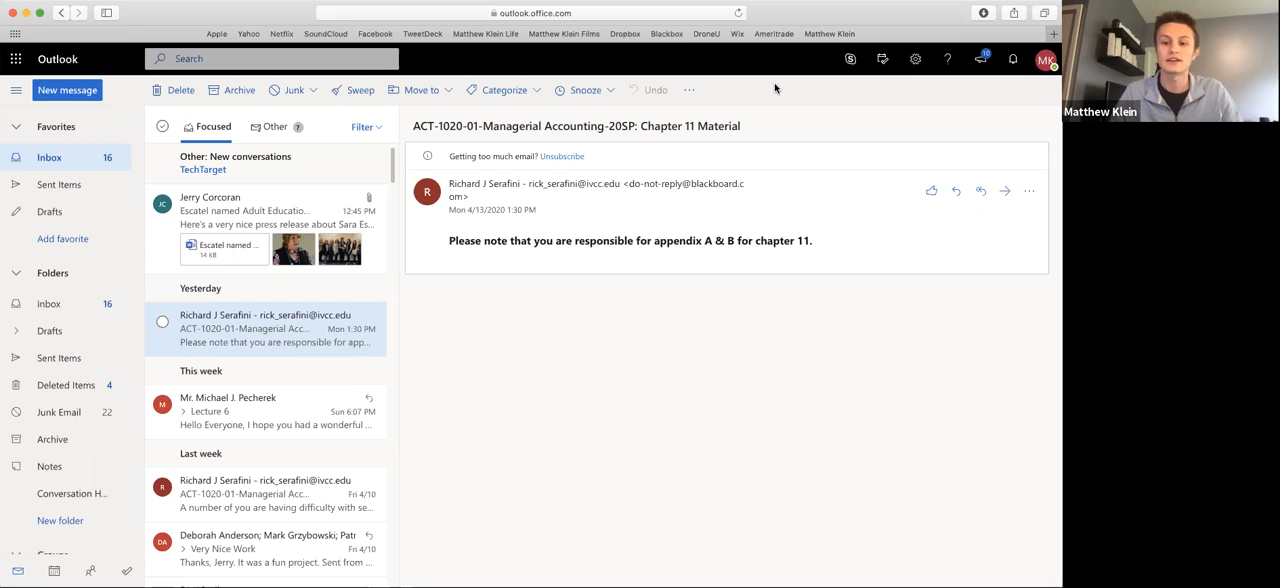 outlook.office.com
Apple Yahoo Netflix SoundCloud Facebook TweetDeck Matthew Klein Life Matthew Klein Films Dropbox Blackbox DroneU Wix Ameritrade Matthew Klein
Outlook
Search
10
MK
New message
Delete Archive Junk Sweep Move to Categorize Snooze Undo
Favorites
Inbox 16
Sent Items
Drafts
Add favorite
Folders
Inbox 16
Drafts
Sent Items
Deleted Items 4
Junk Email 22
Archive
Notes
Conversation H...
New folder
Focused Other 7 Filter
Other: New conversations
TechTarget
JC
Jerry Corcoran
Escatel named Adult Educatio... 12:45 PM
Here's a very nice press release about Sara Es...
Escatel named ...
14 KB
Yesterday
Richard J Serafini - rick_serafini@ivcc.edu
ACT-1020-01-Managerial Acc... Mon 1:30 PM
Please note that you are responsible for app...
This week
M
Mr. Michael J. Pecherek
> Lecture 6 Sun 6:07 PM
Hello Everyone, I hope you had a wonderful ...
Last week
R
Richard J Serafini - rick_serafini@ivcc.edu
ACT-1020-01-Managerial Acc... Fri 4/10
A number of you are having difficulty with se...
DA
Deborah Anderson; Mark Grzybowski; Patr
> Very Nice Work Fri 4/10
Thanks, Jerry. It was a fun project. Sent from ...
ACT-1020-01-Managerial Accounting-20SP: Chapter 11 Material
Getting too much email? Unsubscribe
R
Richard J Serafini - rick_serafini@ivcc.edu <do-not-reply@blackboard.c
om>
Mon 4/13/2020 1:30 PM
Please note that you are responsible for appendix A & B for chapter 11.
Matthew Klein